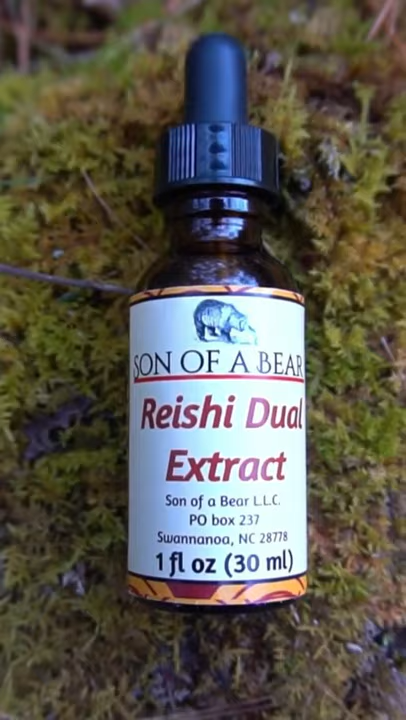 SON OF A BEAR
Reishi Dual
Extract
Son of a Bear L.L.C.
PO box 237
Swannanoa, NC 28778
1 fl oz (30 ml)